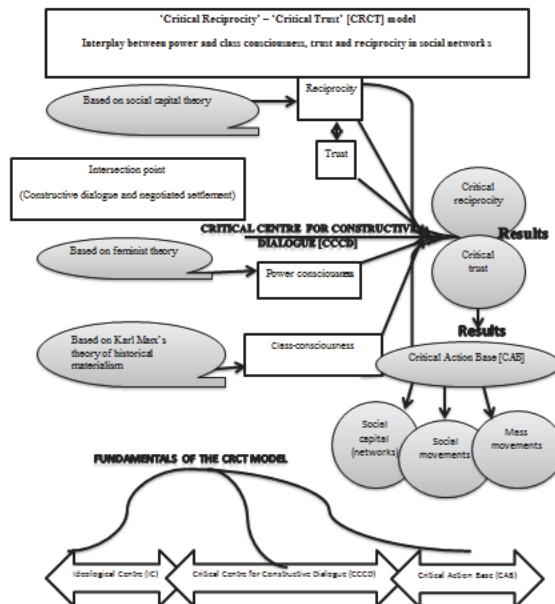 ‘Critical Reciprocity’ – ‘Critical Trust’ [CRCT] model
Interplay between power and class consciousness, trust and reciprocity in social networks
Based on social capital theory
Reciprocity
Trust
Intersection point
(Constructive dialogue and negotiated settlement)
Critical
reciprocity
CRITICAL CENTRE FOR CONSTRUCTIVE
DIALOGUE [CCCD]
Results
Based on feminist theory
Critical
trust
Power consciousness
Results
Based on Karl Marx’s
theory of historical
materialism
Class-consciousness
Critical Action Base [CAB]
Social
capital
(networks)
Social
movements
Mass
movements
FUNDAMENTALS OF THE CRCT MODEL
Ideological Centre (IC)
Critical Centre for Constructive Dialogue (CCCD)
Critical Action Base (CAB)